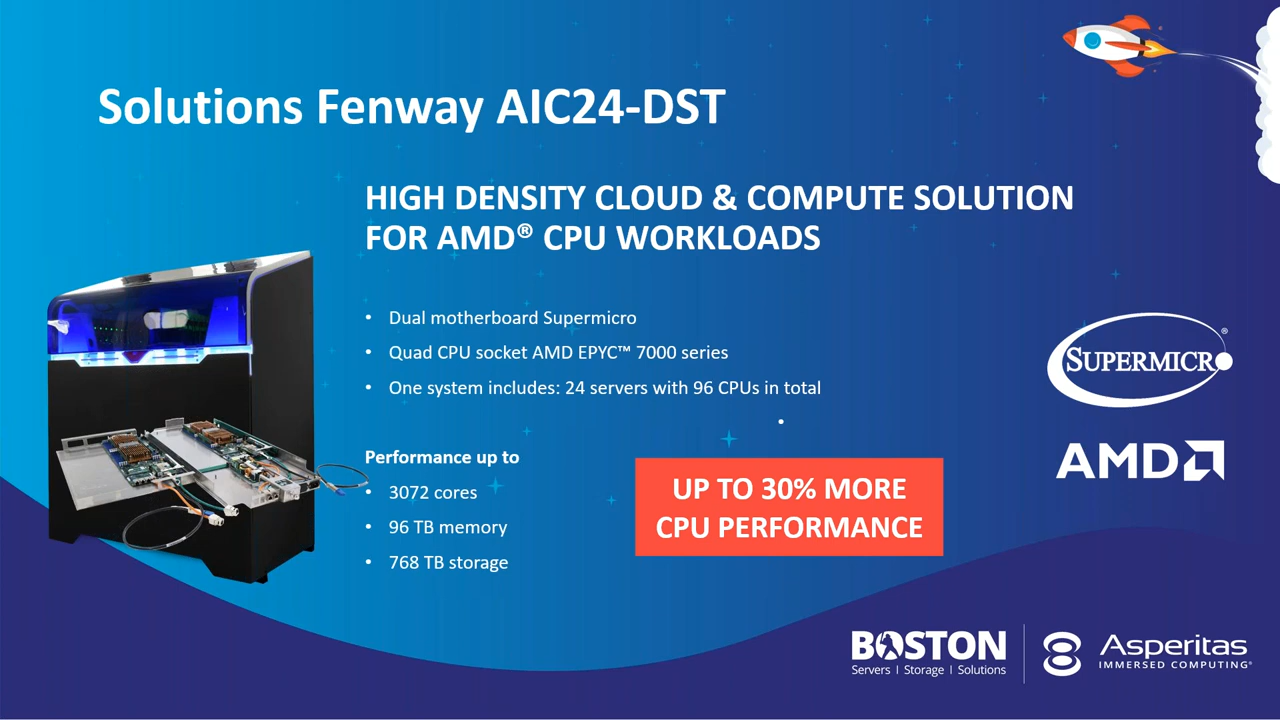 Solutions Fenway AIC24-DST
HIGH DENSITY CLOUD & COMPUTE SOLUTION
FOR AMD® CPU WORKLOADS
• Dual motherboard Supermicro
• Quad CPU socket AMD EPYC™ 7000 series
• One system includes: 24 servers with 96 CPUs in total
Performance up to
• 3072 cores
• 96 TB memory
• 768 TB storage
UP TO 30% MORE
CPU PERFORMANCE
SUPERMICRO®
AMD
BOSTON
Servers | Storage | Solutions
Asperitas
IMMERSED COMPUTING®